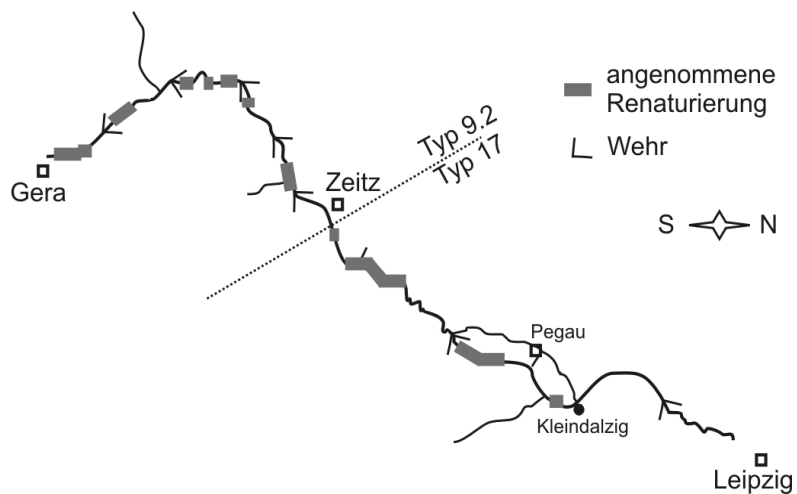 angenommene
Renaturierung
Wehr
S N
Typ 9.2
Typ 17
Gera
Zeitz
Pegau
Kleindalzig
Leipzig